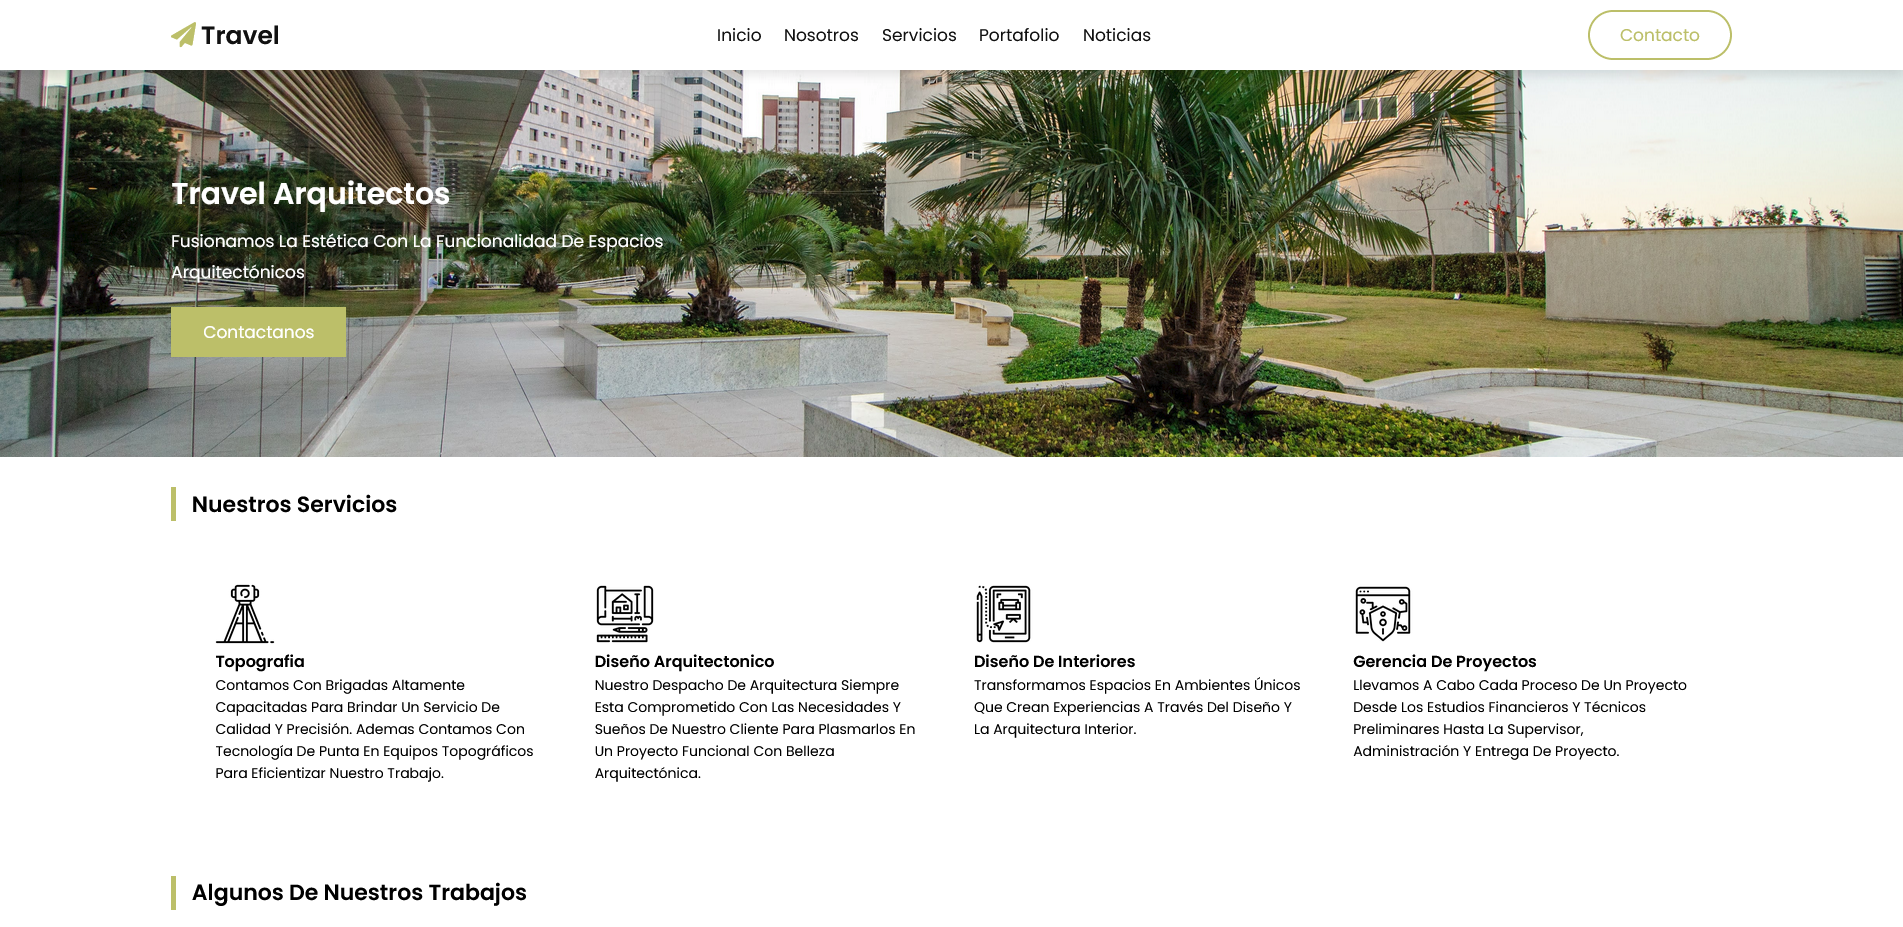 Travel
Inicio Nosotros Servicios Portafolio Noticias
Contacto
Travel Arquitectos
Fusionamos La Estética Con La Funcionalidad De Espacios
Arquitectónicos
Contactanos
Nuestros Servicios
Topografia
Contamos Con Brigadas Altamente
Capacitadas Para Brindar Un Servicio De
Calidad Y Precisión. Ademas Contamos Con
Tecnología De Punta En Equipos Topográficos
Para Eficientizar Nuestro Trabajo.
Diseño Arquitectonico
Nuestro Despacho De Arquitectura Siempre
Esta Comprometido Con Las Necesidades Y
Sueños De Nuestro Cliente Para Plasmarlos En
Un Proyecto Funcional Con Belleza
Arquitectónica.
Diseño De Interiores
Transformamos Espacios En Ambientes Únicos
Que Crean Experiencias A Través Del Diseño Y
La Arquitectura Interior.
Gerencia De Proyectos
Llevamos A Cabo Cada Proceso De Un Proyecto
Desde Los Estudios Financieros Y Técnicos
Preliminares Hasta La Supervisor,
Administración Y Entrega De Proyecto.
Algunos De Nuestros Trabajos